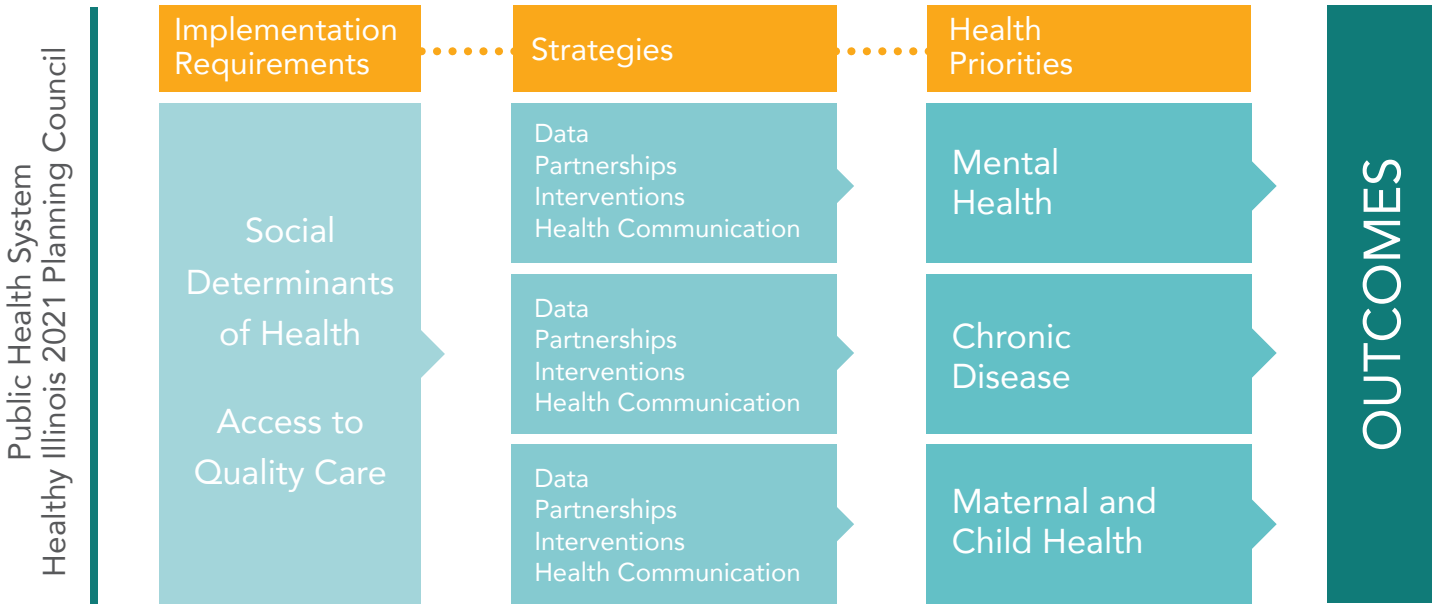 Public Health System
Healthy Illinois 2021 Planning Council
Implementation
Requirements
Strategies
Health
Priorities
Social
Determinants
of Health
Access to
Quality Care
Data
Partnerships
Interventions
Health Communication
Mental
Health
Data
Partnerships
Interventions
Health Communication
Chronic
Disease
Data
Partnerships
Interventions
Health Communication
Maternal and
Child Health
OUTCOMES